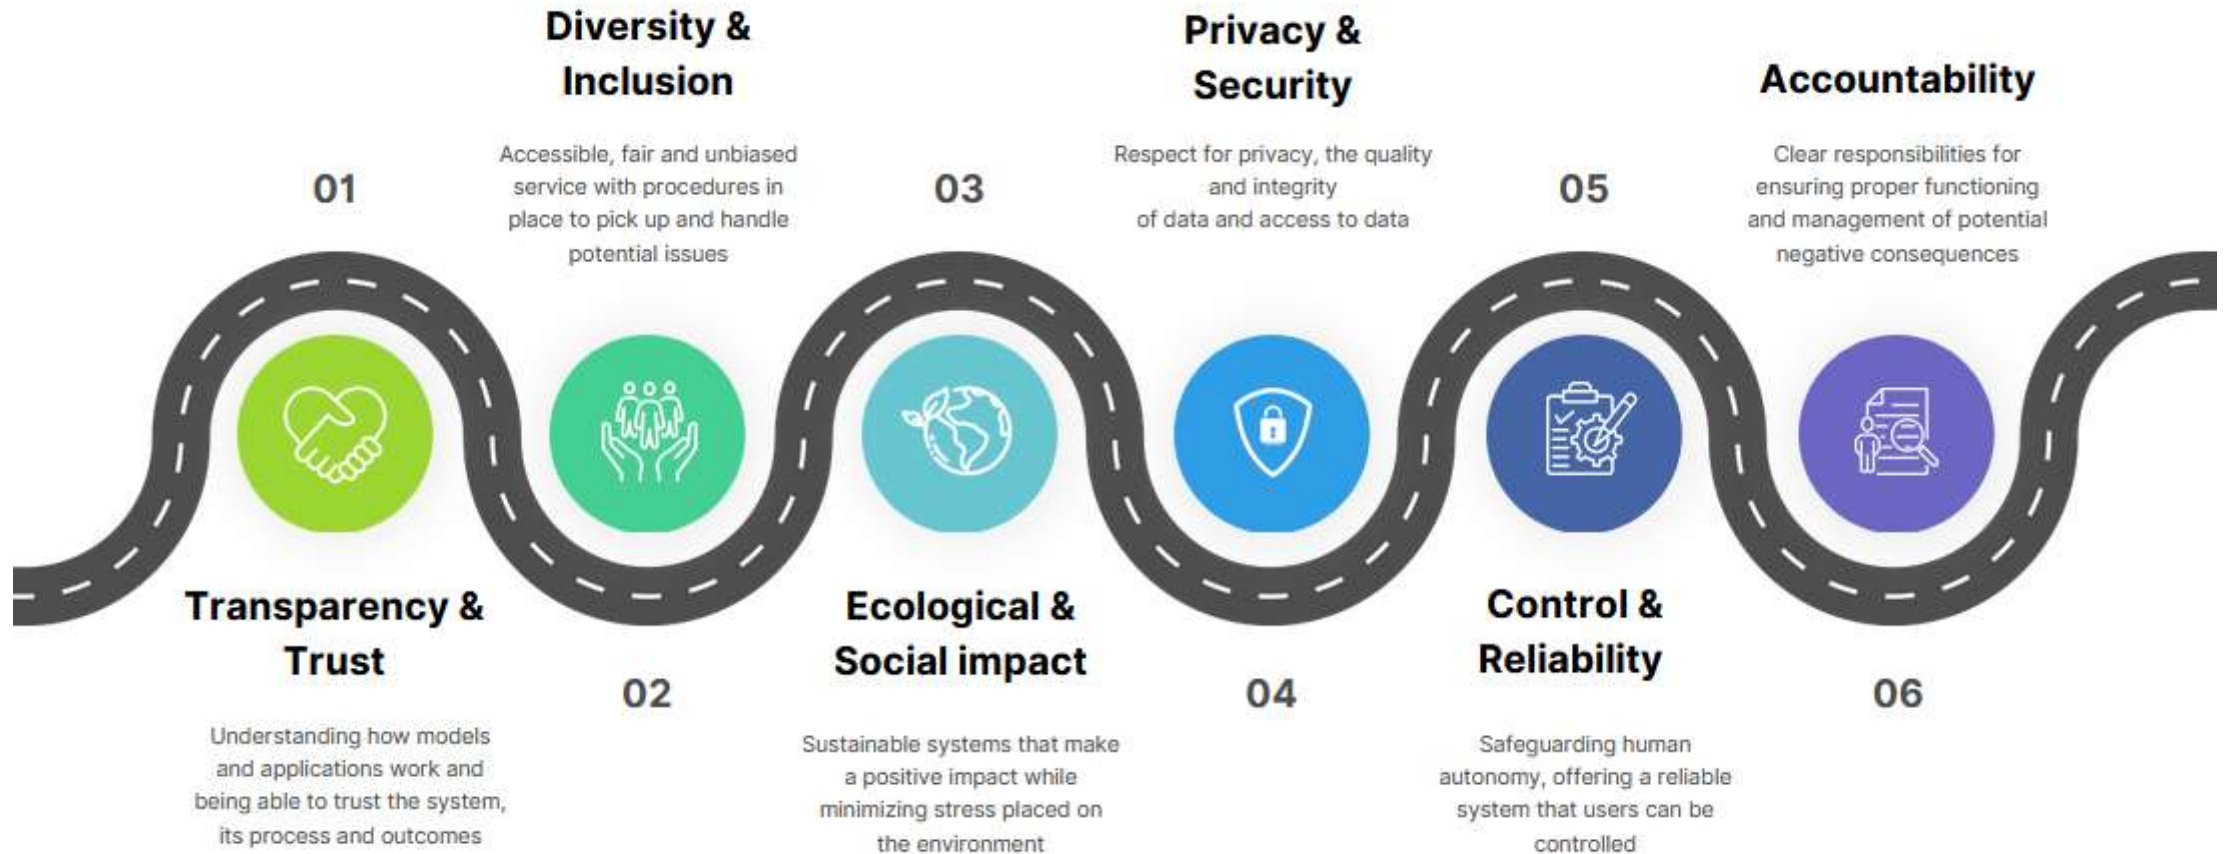 01
Transparency &
Trust
Understanding how models
and applications work and
being able to trust the system,
its process and outcomes
Diversity &
Inclusion
Accessible, fair and unbiased
service with procedures in
place to pick up and handle
potential issues
02
03
Ecological &
Social impact
Sustainable systems that make
a positive impact while
minimizing stress placed on
the environment
Privacy &
Security
Respect for privacy, the quality
and integrity
of data and access to data
04
05
Control &
Reliability
Safeguarding human
autonomy, offering a reliable
system that users can be
controlled
Accountability
Clear responsibilities for
ensuring proper functioning
and management of potential
negative consequences
06